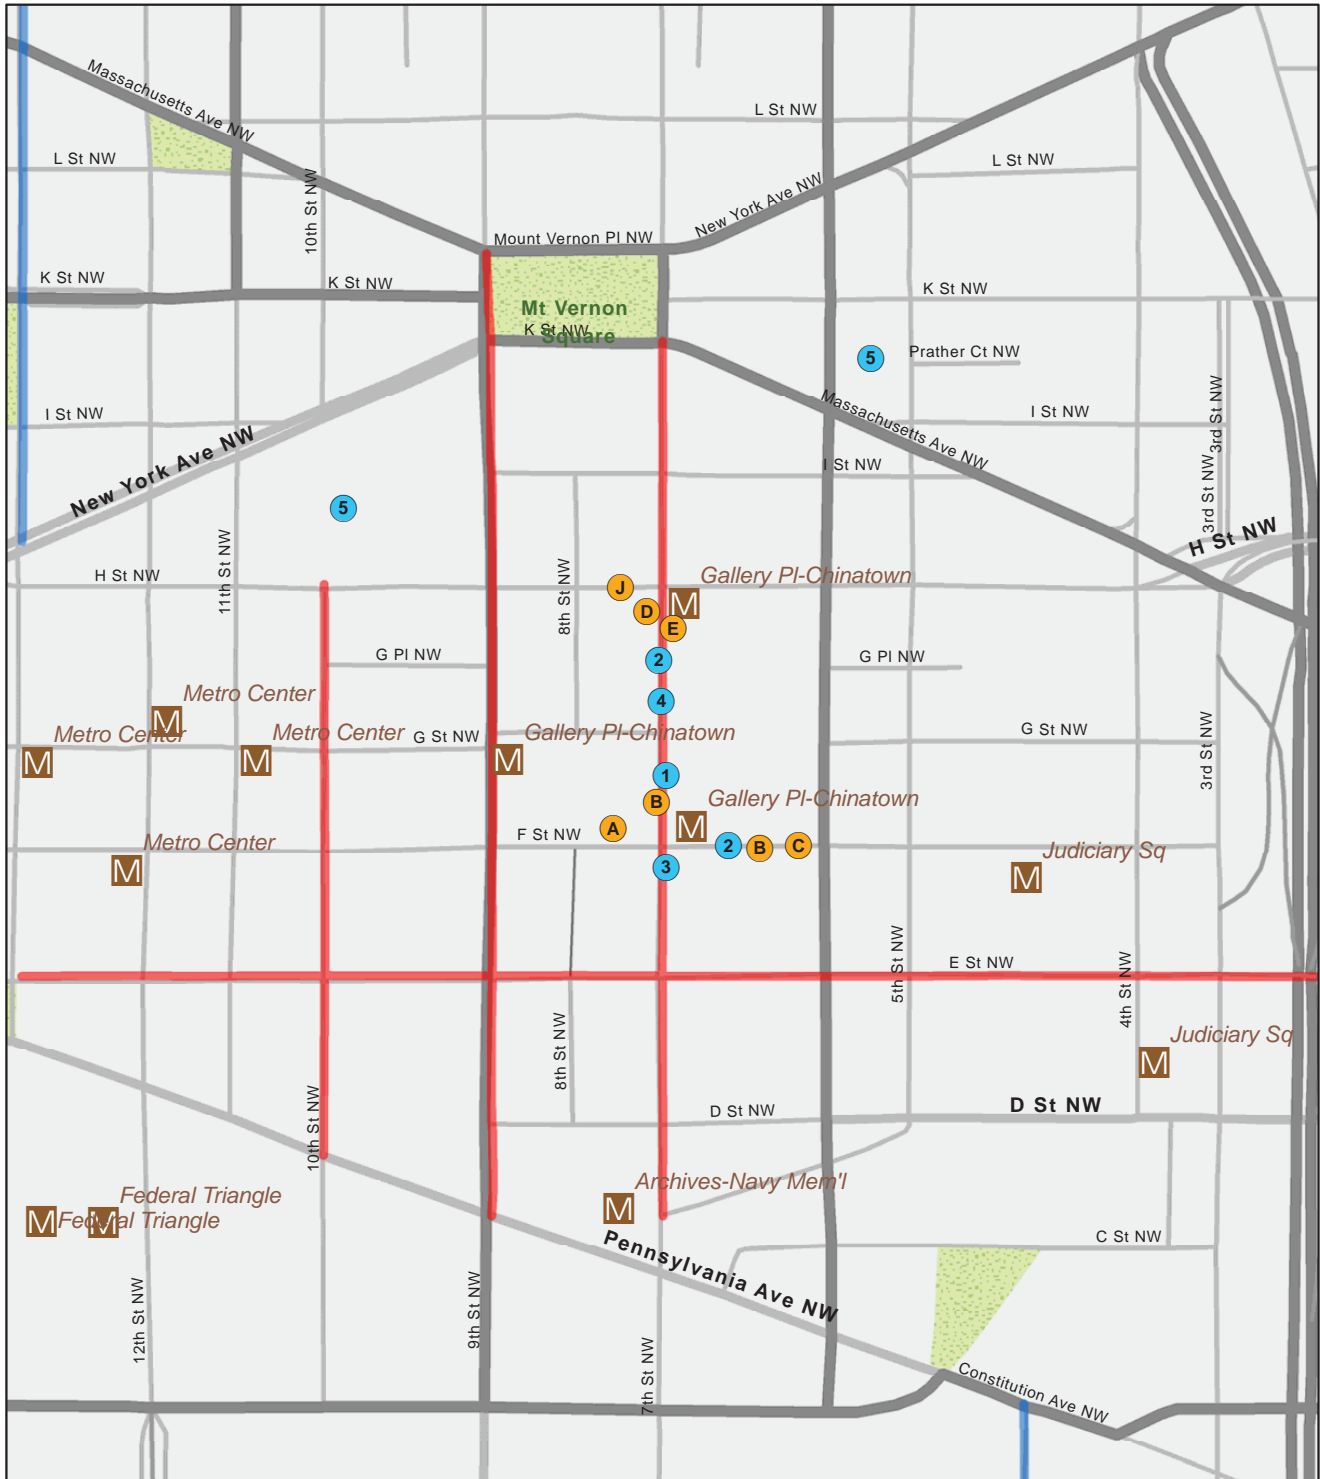 Massachusetts Ave NW
L St NW
L St NW
L St NW
10th St NW
New York Ave NW
Mount Vernon Pl NW
K St NW
K St NW
K St NW
Mt Vernon
K St NW
Square
5
Prather Ct NW
I St NW
Massachusetts Ave NW
I St NW
3rd St NW
New York Ave NW
I St NW
3rd St NW
5
H St NW
H St NW
11th St NW
8th St NW
J
Gallery Pl-Chinatown
M
D
E
G Pl NW
2
G Pl NW
Metro Center
M
4
Metro Center
M
Metro Center
M
G St NW
Gallery Pl-Chinatown
M
G St NW
3rd St NW
1
B
Gallery Pl-Chinatown
M
A
F St NW
2
B
C
Metro Center
M
3
Judiciary Sq
M
5th St NW
E St NW
4th St NW
8th St NW
Judiciary Sq
M
D St NW
D St NW
10th St NW
Archives-Navy Mem'l
M
Federal Triangle
M
Federal Triangle
M
C St NW
Pennsylvania Ave NW
12th St NW
9th St NW
7th St NW
Constitution Ave NW